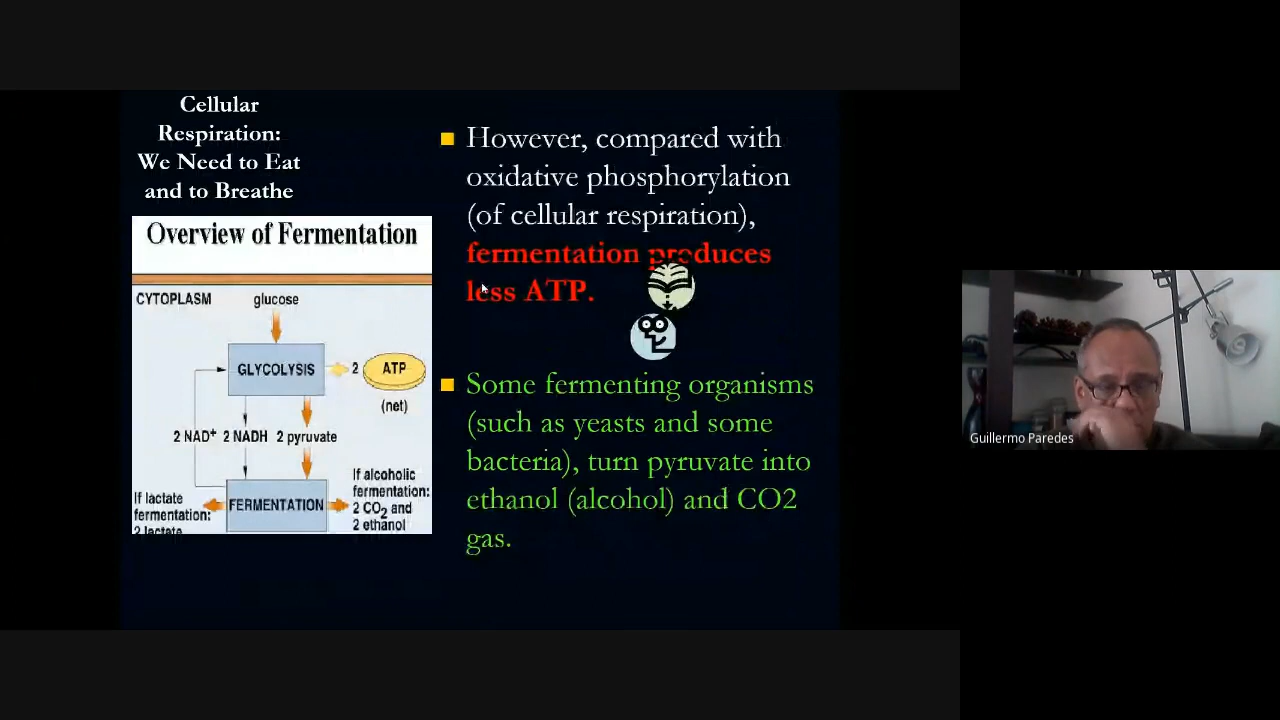 Cellular
Respiration:
We Need to Eat
and to Breathe
Overview of Fermentation
CYTOPLASM
glucose
GLYCOLYSIS
2
ATP
(net)
2 NAD+ 2 NADH 2 pyruvate
If lactate
fermentation:
2 lactate
FERMENTATION
If alcoholic
fermentation:
2 CO2 and
2 ethanol
However, compared with
oxidative phosphorylation
(of cellular respiration),
fermentation produces
less ATP.
Some fermenting organisms
(such as yeasts and some
bacteria), turn pyruvate into
ethanol (alcohol) and CO2
gas.
Guillermo Paredes